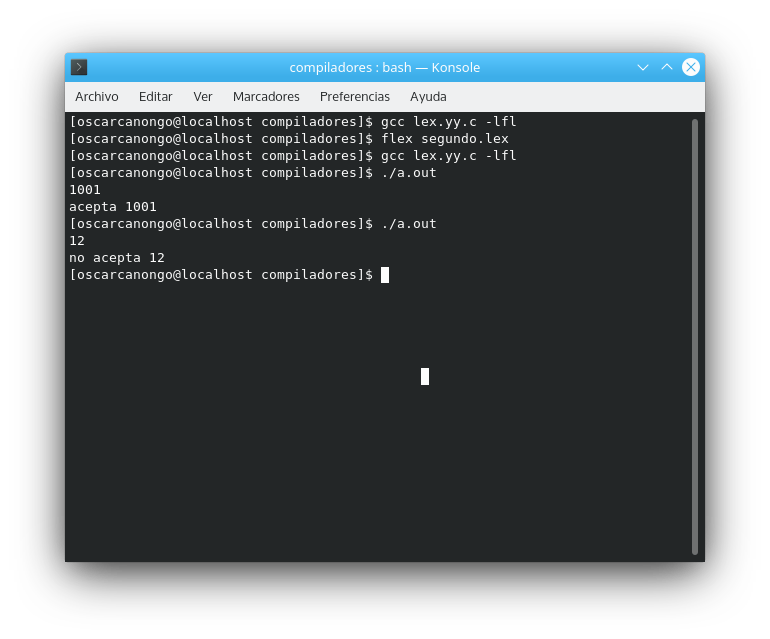 compiladores : bash — Konsole
Archivo Editar Ver Marcadores Preferencias Ayuda
[oscarcanongo@localhost compiladores]$ gcc lex.yy.c -lfl
[oscarcanongo@localhost compiladores]$ flex segundo.lex
[oscarcanongo@localhost compiladores]$ gcc lex.yy.c -lfl
[oscarcanongo@localhost compiladores]$ ./a.out
1001
acepta 1001
[oscarcanongo@localhost compiladores]$ ./a.out
12
no acepta 12
[oscarcanongo@localhost compiladores]$